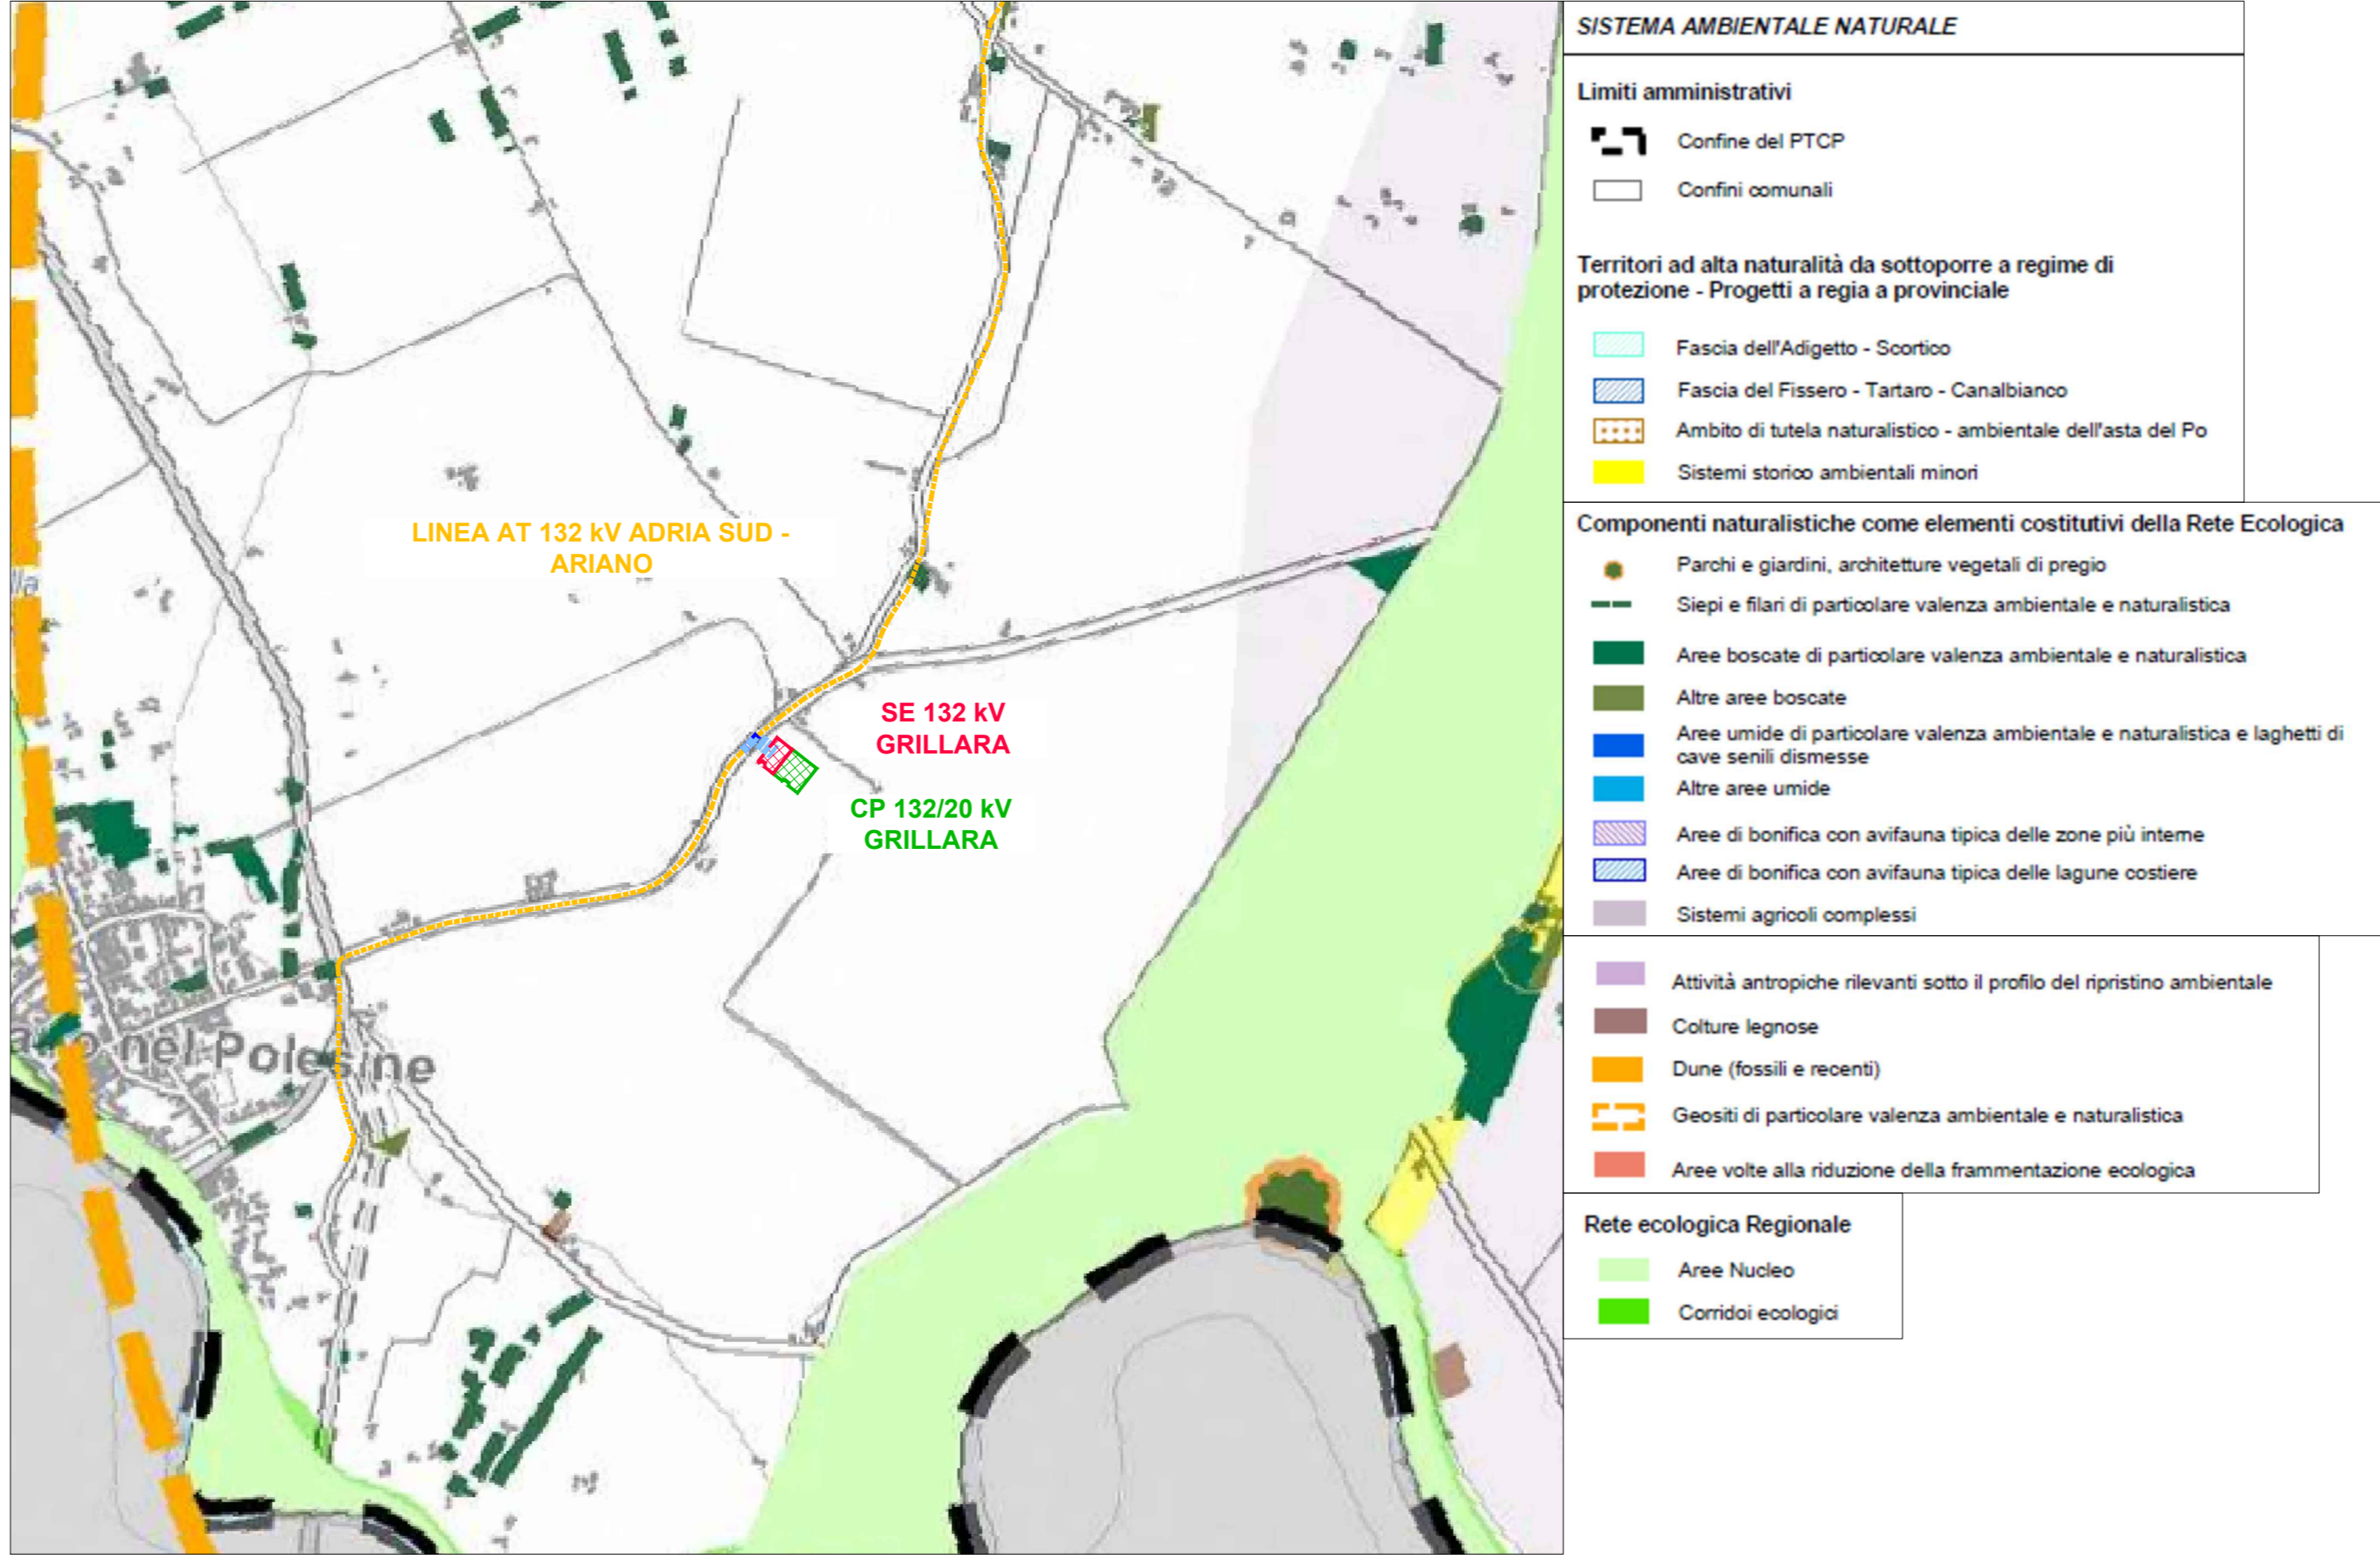 LINEA AT 132 kV ADRIA SUD -
ARIANO
SE 132 kV
GRILLARA
CP 132/20 kV
GRILLARA
nel Polesine
SISTEMA AMBIENTALE NATURALE
Limiti amministrativi
Confine del PTCP
Confini comunali
Territori ad alta naturalità da sottoporre a regime di
protezione - Progetti a regia a provinciale
Fascia dell'Adigetto - Scortico
Fascia del Fissero - Tartaro - Canalbianco
Ambito di tutela naturalistico - ambientale dell'asta del Po
Sistemi storico ambientali minori
Componenti naturalistiche come elementi costitutivi della Rete Ecologica
Parchi e giardini, architetture vegetali di pregio
Siepi e filari di particolare valenza ambientale e naturalistica
Aree boscate di particolare valenza ambientale e naturalistica
Altre aree boscate
Aree umide di particolare valenza ambientale e naturalistica e laghetti di
cave senili dismesse
Altre aree umide
Aree di bonifica con avifauna tipica delle zone più interne
Aree di bonifica con avifauna tipica delle lagune costiere
Sistemi agricoli complessi
Attività antropiche rilevanti sotto il profilo del ripristino ambientale
Colture legnose
Dune (fossili e recenti)
Geositi di particolare valenza ambientale e naturalistica
Aree volte alla riduzione della frammentazione ecologica
Rete ecologica Regionale
Aree Nucleo
Corridoi ecologici